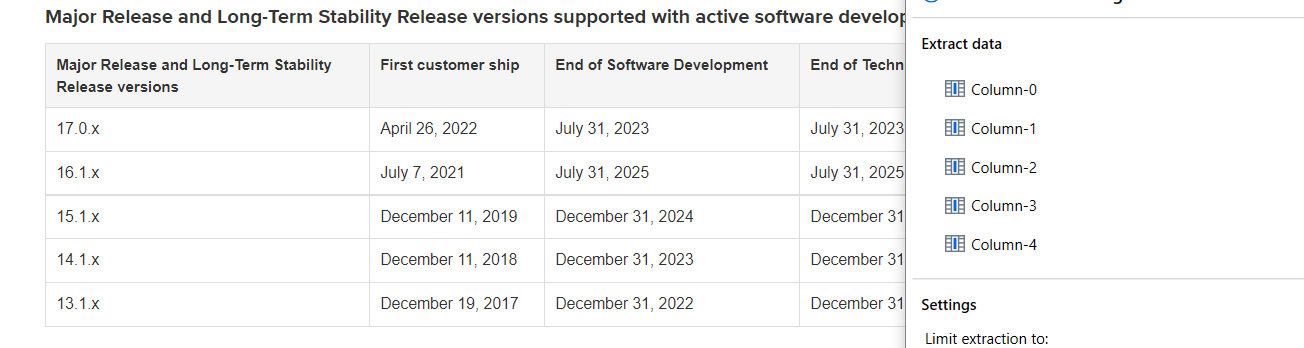 Major Release and Long-Term Stability Release versions supported with active software develop
Major Release and Long-Term Stability Release versions First customer ship End of Software Development End of Techn
17.0.x April 26, 2022 July 31, 2023 July 31, 2023
16.1.x July 7, 2021 July 31, 2025 July 31, 2025
15.1.x December 11, 2019 December 31, 2024 December 31
14.1.x December 11, 2018 December 31, 2023 December 31
13.1.x December 19, 2017 December 31, 2022 December 31
Extract data
Column-0
Column-1
Column-2
Column-3
Column-4
Settings
Limit extraction to: